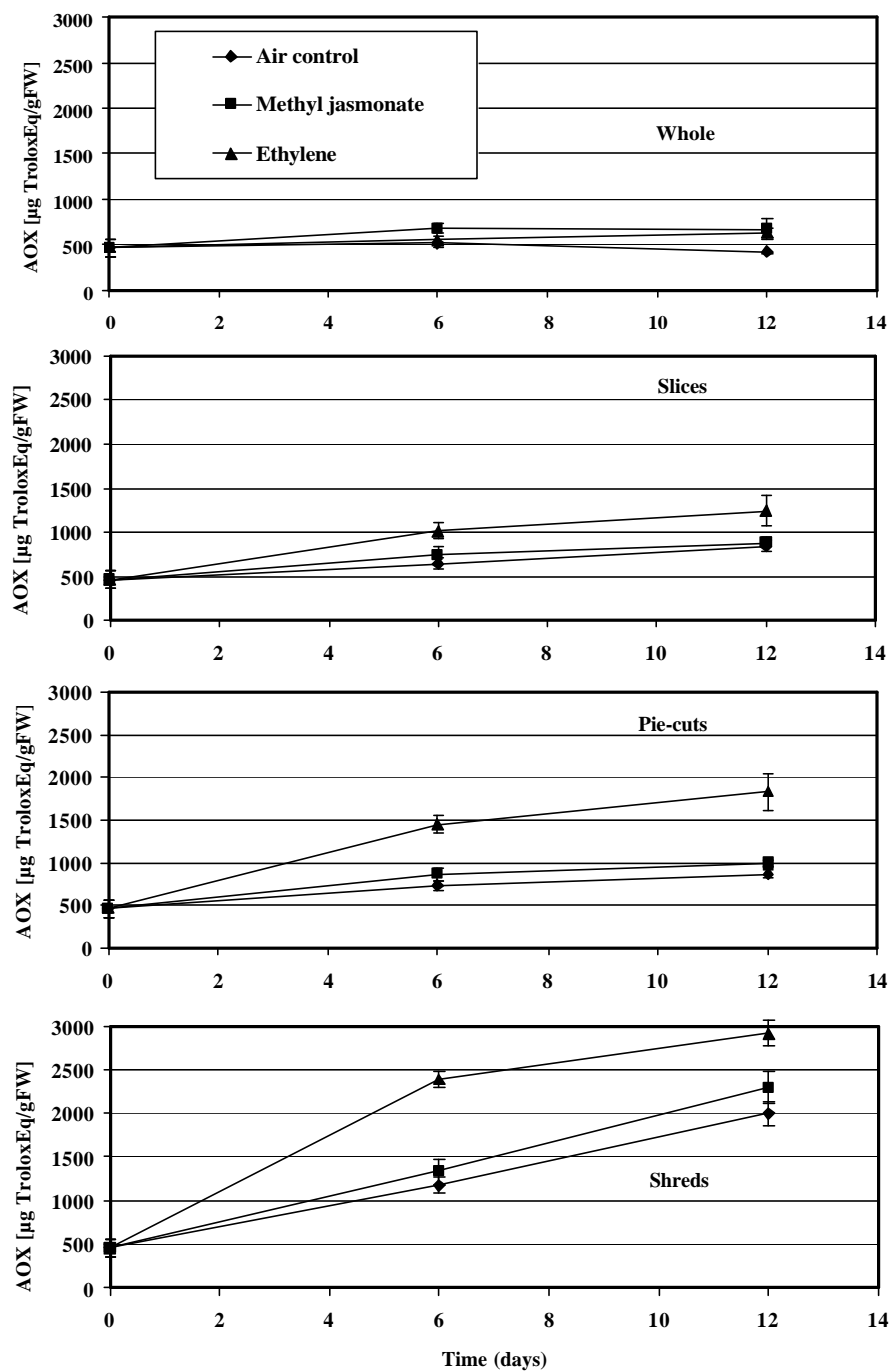 3000
2500
2000
1500
1000
500
0
AOX [µg TroloxEq/gFW]
Air control
Methyl jasmonate
Ethylene
Whole
0 2 4 6 8 10 12 14
3000
2500
2000
1500
1000
500
0
AOX [µg TroloxEq/gFW]
Slices
0 2 4 6 8 10 12 14
3000
2500
2000
1500
1000
500
0
AOX [µg TroloxEq/gFW]
Pie-cuts
0 2 4 6 8 10 12 14
3000
2500
2000
1500
1000
500
0
AOX [µg TroloxEq/gFW]
Shreds
0 2 4 6 8 10 12 14
Time (days)